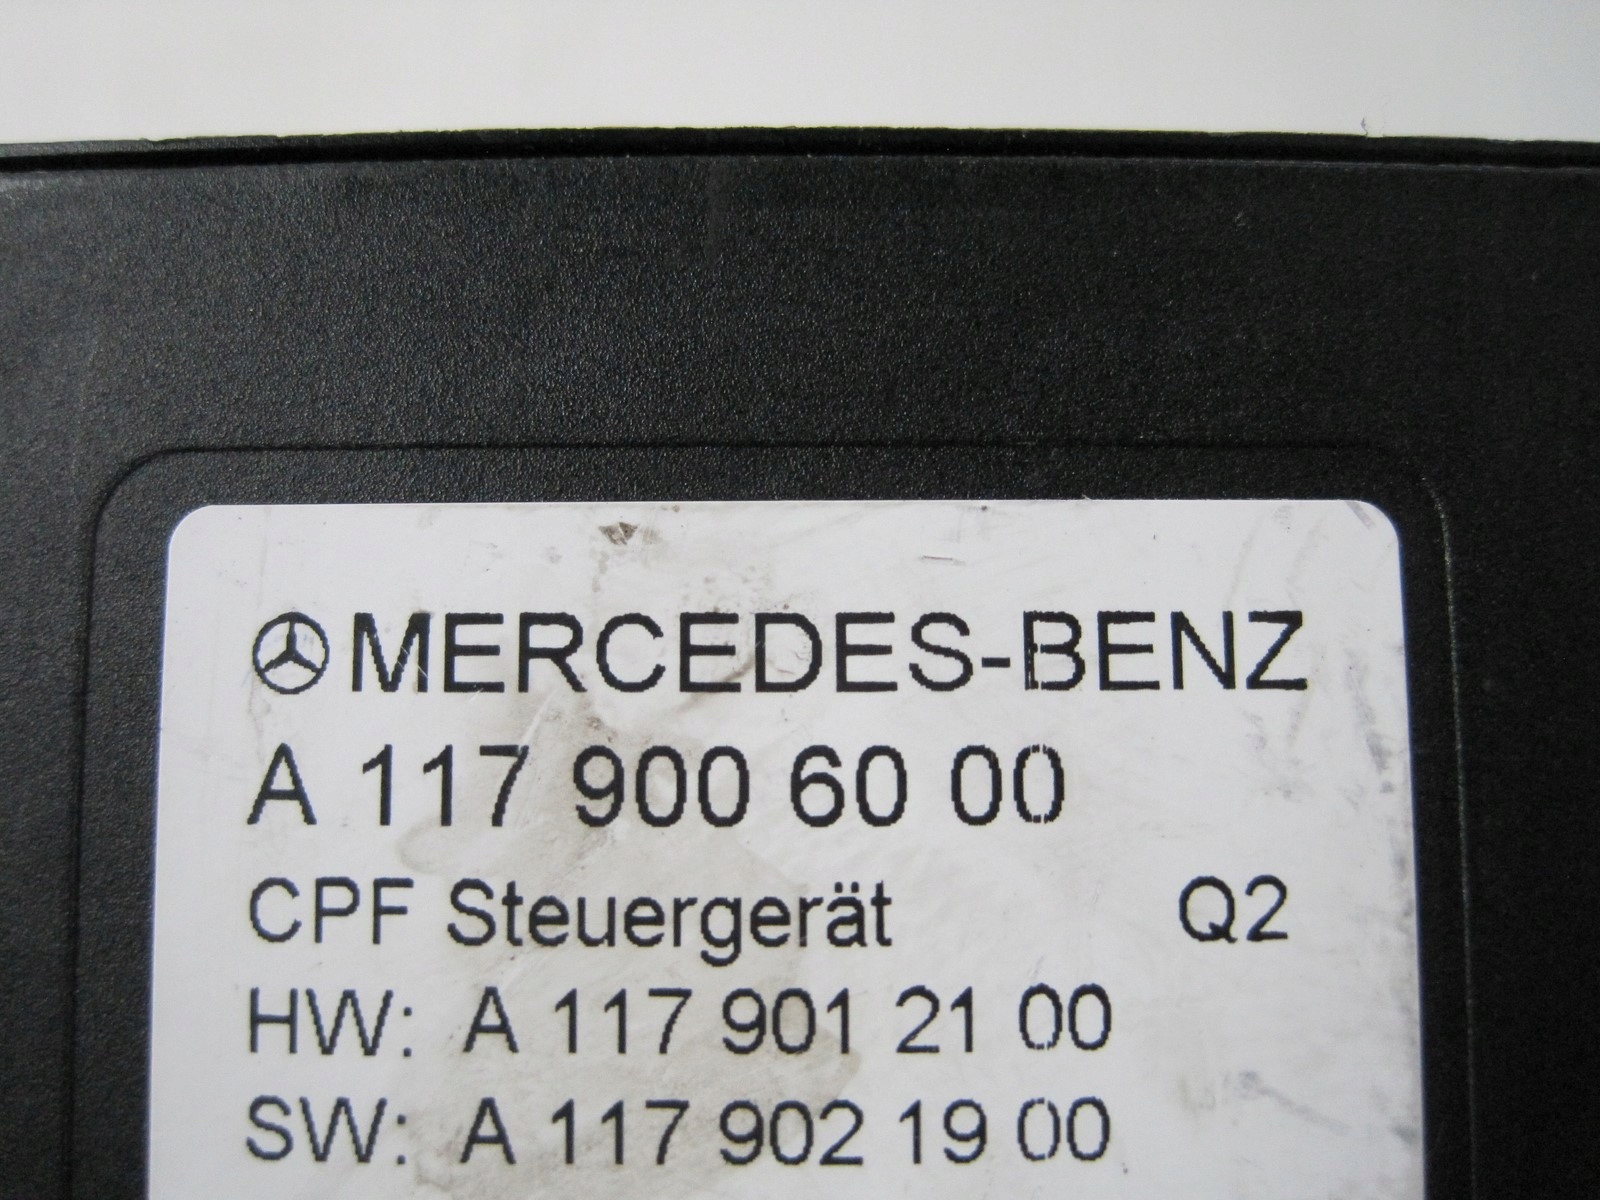 MERCEDES-BENZ
A 117 900 60 00
CPF Steuergerät Q2
HW: A 117 901 21 00
SW: A 117 902 19 00